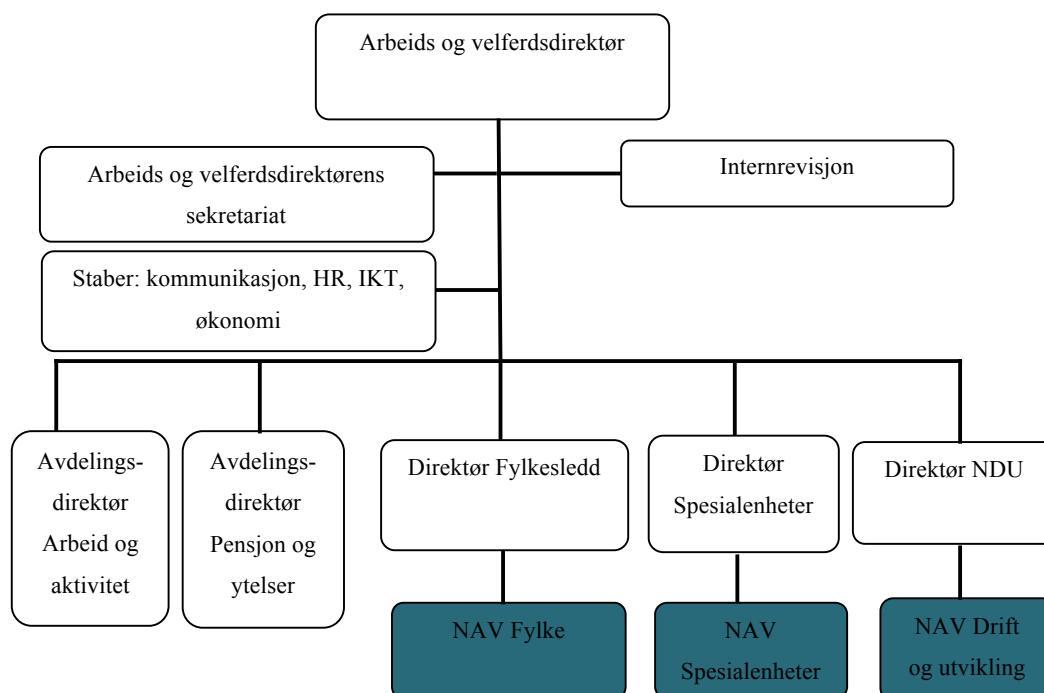 Arbeids og velferdsdirektør
Arbeids og velferdsdirektørens
sekretariat
Internrevisjon
Staber: kommunikasjon, HR, IKT,
økonomi
Avdelings-
direktør
Arbeid og
aktivitet
Avdelings-
direktør
Pensjon og
ytelser
Direktør Fylkesledd
Direktør
Spesialenheter
Direktør NDU
NAV Fylke
NAV
Spesialenheter
NAV Drift
og utvikling